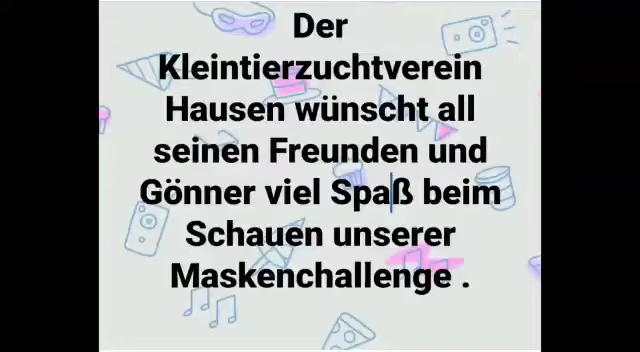 Der
Kleintierzuchtverein
Hausen wünscht all
seinen Freunden und
Gönner viel Spaß beim
Schauen unserer
Maskenchallenge .